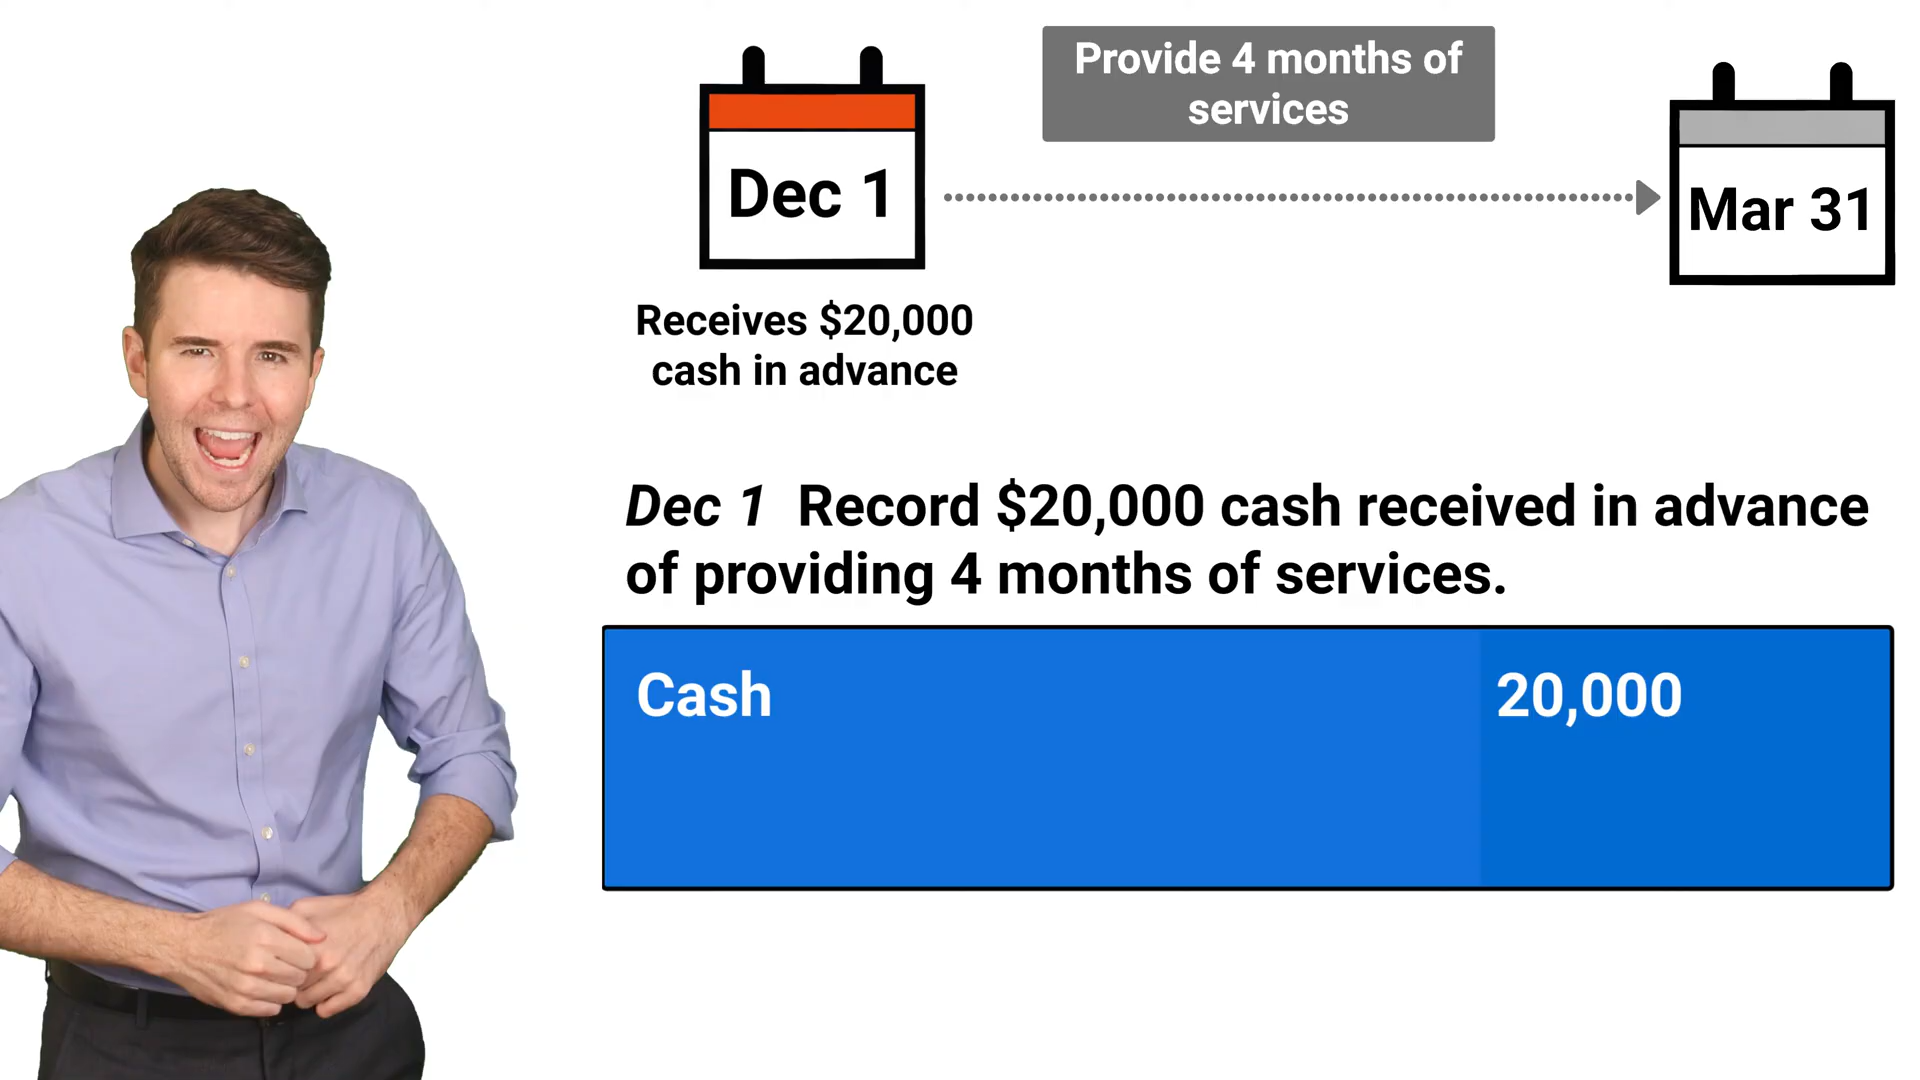 Provide 4 months of
services
Dec 1
Mar 31
Receives $20,000
cash in advance
Dec 1 Record $20,000 cash received in advance
of providing 4 months of services.
Cash 20,000